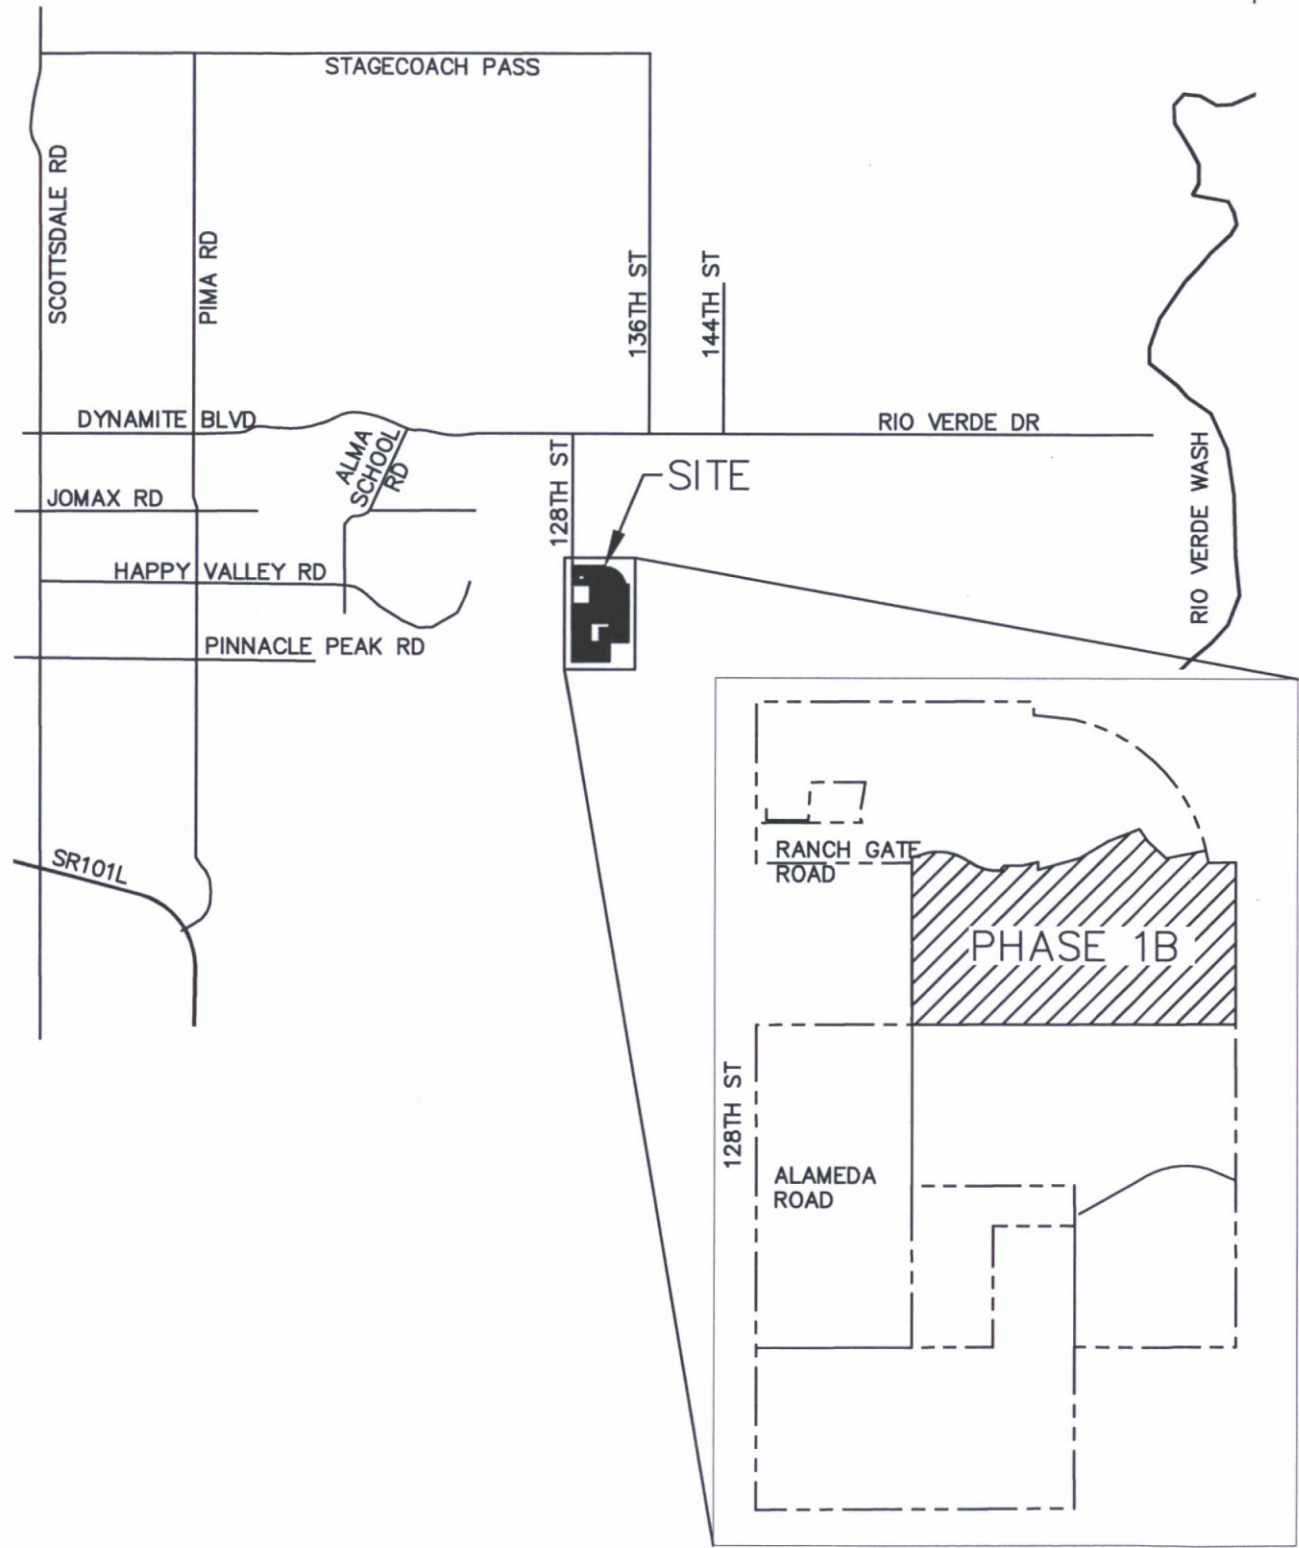 STAGECOACH PASS
SCOTTSDALE RD
PIMA RD
136TH ST
144TH ST
DYNAMITE BLVD
RIO VERDE DR
ALMA
SCHOOL
RD
128TH ST
SITE
JOMAX RD
RIO VERDE WASH
HAPPY VALLEY RD
PINNACLE PEAK RD
SR101L
RANCH GATE
ROAD
PHASE 1B
128TH ST
ALAMEDA
ROAD